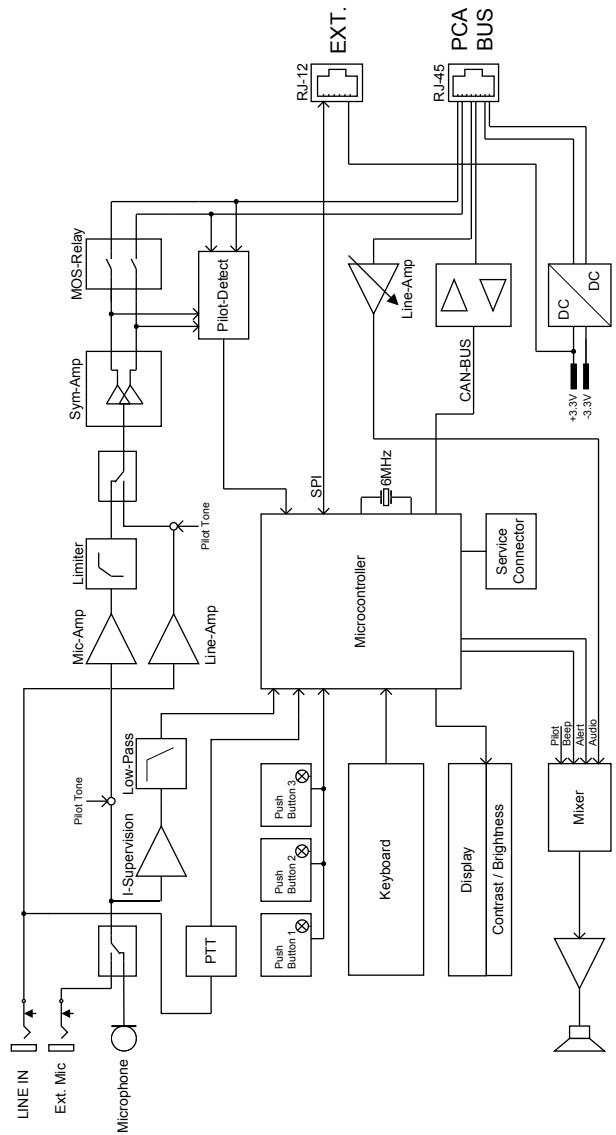 LINE IN
Ext. Mic
Microphone
Pilot Tone
I-Supervision
Low-Pass
Mic-Amp
Line-Amp
Limiter
Pilot Tone
Sym-Amp
MOS-Relay
Pilot-Detect
RJ-12
EXT.
RJ-45
PCA
BUS
PTT
Push
Button 1
Push
Button 2
Push
Button 3
Keyboard
Display
Contrast / Brightness
Microcontroller
SPI
6MHz
Service
Connector
Line-Amp
CAN-BUS
DC
DC
+3.3V
-3.3V
Pilot
Beep
Alert
Audio
Mixer